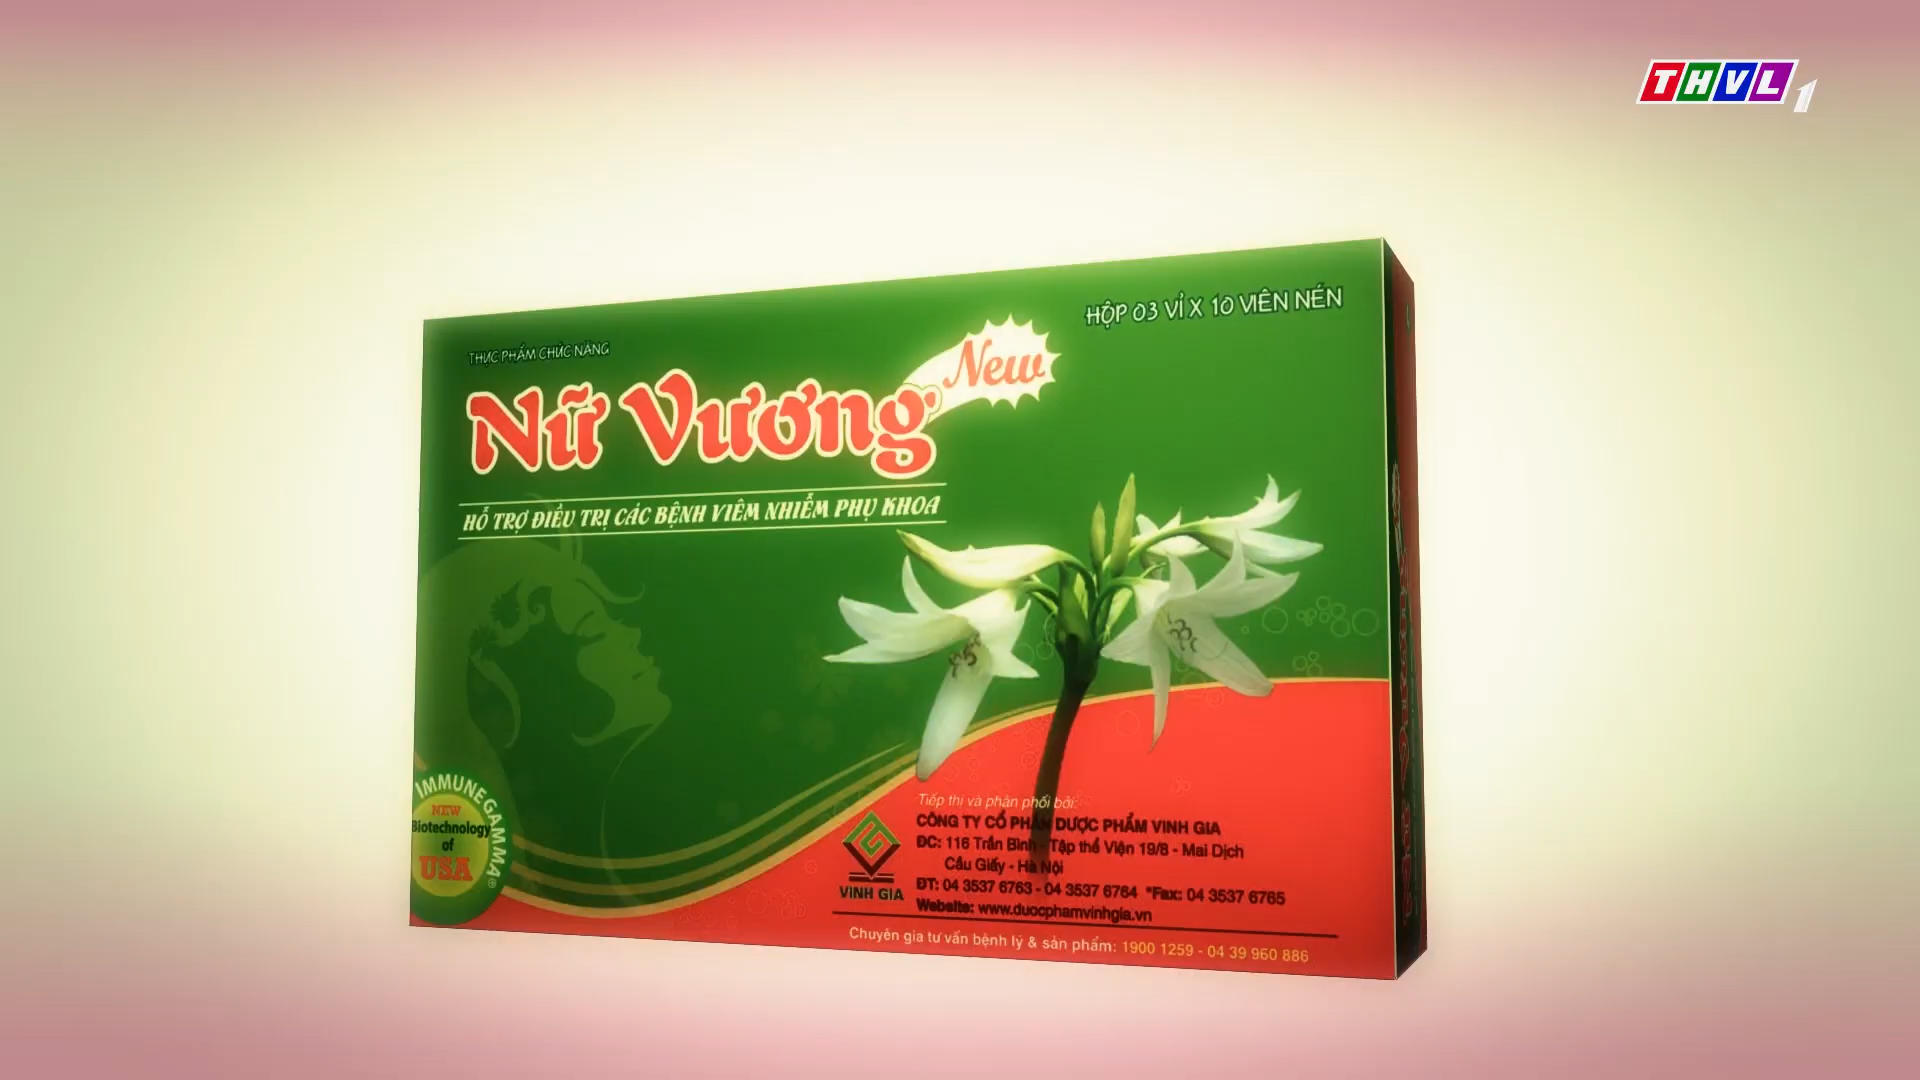 THVL 1
HỘP 03 VỈ X 10 VIÊN NÉN
THỰC PHẨM CHỨC NĂNG
Nữ Vương New
HỖ TRỢ ĐIỀU TRỊ CÁC BỆNH VIÊM NHIỄM PHỤ KHOA
IMMUNEGAMMA®
NEW
Biotechnology
of
USA
VINH GIA
Tiếp thị và phân phối bởi:
CÔNG TY CỔ PHẦN DƯỢC PHẨM VINH GIA
ĐC: 116 Trần Bình - Tập thể Viện 19/8 - Mai Dịch
Cầu Giấy - Hà Nội
ĐT: 04 3537 6763 - 04 3537 6764 *Fax: 04 3537 6765
Website: www.duocphamvinhgia.vn
Chuyên gia tư vấn bệnh lý & sản phẩm: 1900 1259 - 04 39 960 886